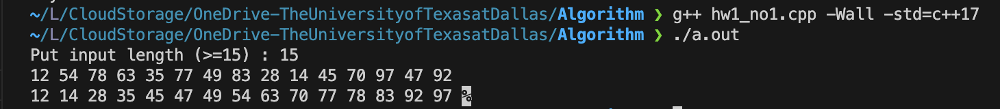 ~/L/CloudStorage/OneDrive-TheUniversityofTexasatDallas/Algorithm ❯ g++ hw1_no1.cpp -Wall -std=c++17
~/L/CloudStorage/OneDrive-TheUniversityofTexasatDallas/Algorithm ❯ ./a.out
Put input length (>=15) : 15
12 54 78 63 35 77 49 83 28 14 45 70 97 47 92
12 14 28 35 45 47 49 54 63 70 77 78 83 92 97 %